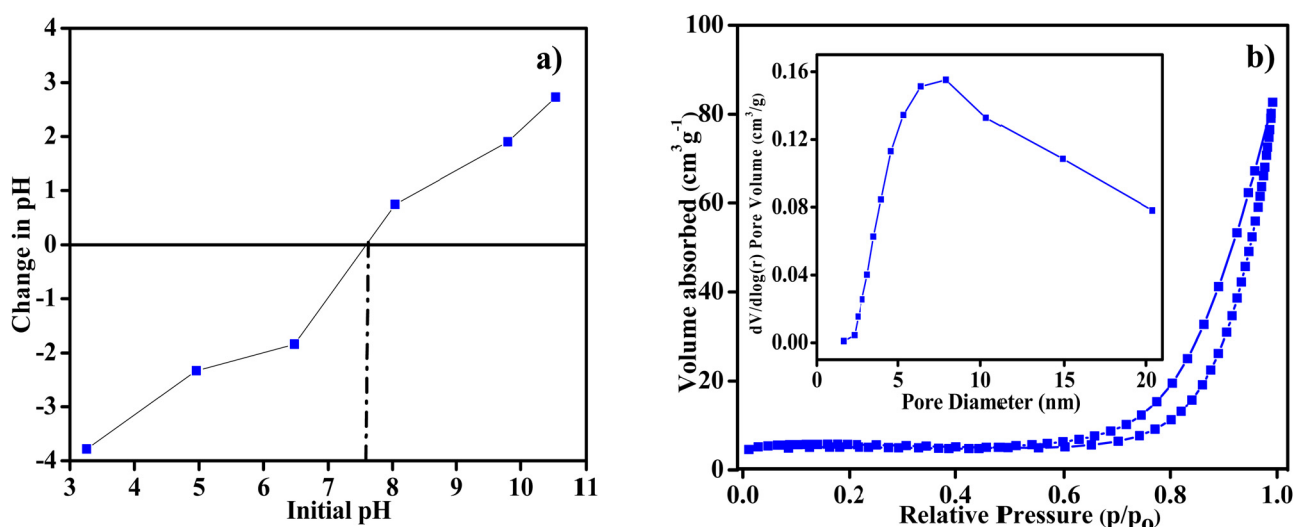 a)
Change in pH
4
3
2
1
0
-1
-2
-3
-4
3 4 5 6 7 8 9 10 11
Initial pH
b)
Volume absorbed (cm³g⁻¹)
100
80
60
40
20
0
0.0 0.2 0.4 0.6 0.8 1.0
Relative Pressure (p/p₀)
dV/dlog(r) Pore Volume (cm³/g)
0.16
0.12
0.08
0.04
0.00
0 5 10 15 20
Pore Diameter (nm)